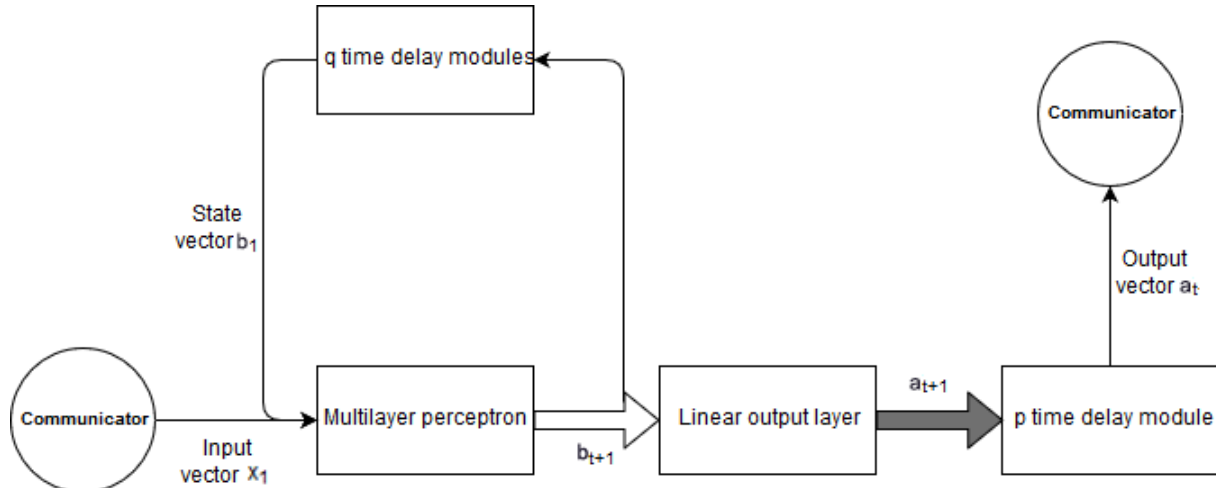 q time delay modules
Communicator
State
vector b₁
Output
vector aₜ
Communicator
Input
vector x₁
Multilayer perceptron
bₜ₊₁
Linear output layer
aₜ₊₁
p time delay module